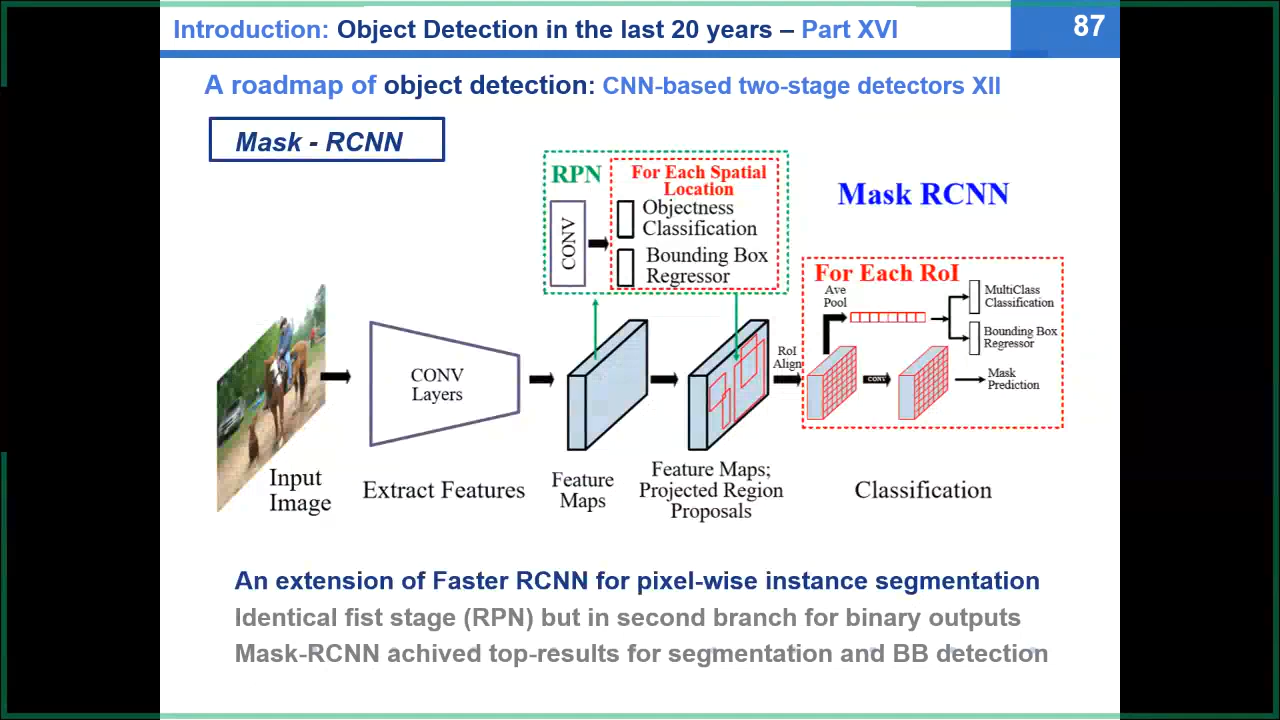 Introduction: Object Detection in the last 20 years – Part XVI
87
A roadmap of object detection: CNN-based two-stage detectors XII
Mask - RCNN
RPN
For Each Spatial
Location
CONV
Objectness
Classification
Bounding Box
Regressor
Mask RCNN
For Each RoI
Ave
Pool
MultiClass
Classification
Bounding Box
Regressor
RoI
Align
CONV
Mask
Prediction
CONV
Layers
Input
Image
Extract Features
Feature
Maps
Feature Maps;
Projected Region
Proposals
Classification
An extension of Faster RCNN for pixel-wise instance segmentation
Identical fist stage (RPN) but in second branch for binary outputs
Mask-RCNN achived top-results for segmentation and BB detection